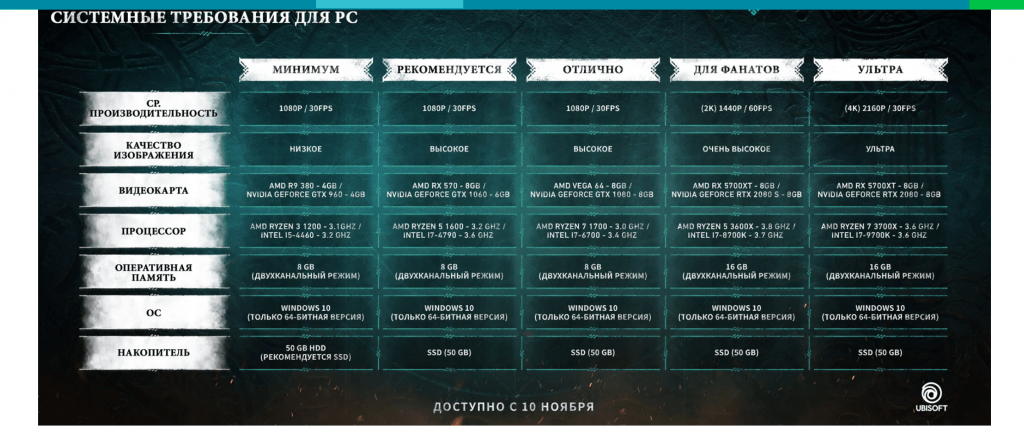 СИСТЕМНЫЕ ТРЕБОВАНИЯ ДЛЯ PC
МИНИМУМ РЕКОМЕНДУЕТСЯ ОТЛИЧНО ДЛЯ ФАНАТОВ УЛЬТРА
СР.
ПРОИЗВОДИТЕЛЬНОСТЬ
1080P / 30FPS 1080P / 30FPS 1080P / 30FPS (2K) 1440P / 60FPS (4K) 2160P / 30FPS
КАЧЕСТВО
ИЗОБРАЖЕНИЯ
НИЗКОЕ ВЫСОКОЕ ВЫСОКОЕ ОЧЕНЬ ВЫСОКОЕ УЛЬТРА
ВИДЕОКАРТА
AMD R9 380 - 4GB / AMD RX 570 - 8GB / AMD VEGA 64 - 8GB / AMD RX 5700XT - 8GB / AMD RX 5700XT - 8GB /
NVIDIA GEFORCE GTX 960 - 4GB NVIDIA GEFORCE GTX 1060 - 6GB NVIDIA GEFORCE GTX 1080 - 8GB NVIDIA GEFORCE RTX 2080 S - 8GB NVIDIA GEFORCE RTX 2080 - 8GB
ПРОЦЕССОР
AMD RYZEN 3 1200 - 3.1GHZ / AMD RYZEN 5 1600 - 3.2 GHZ / AMD RYZEN 7 1700 - 3.0 GHZ / AMD RYZEN 5 3600X - 3.8 GHZ / AMD RYZEN 7 3700X - 3.6 GHZ /
INTEL I5-4460 - 3.2 GHZ INTEL I7-4790 - 3.6 GHZ INTEL I7-6700 - 3.4 GHZ INTEL I7-8700K - 3.7 GHZ INTEL I7-9700K - 3.6 GHZ
ОПЕРАТИВНАЯ
ПАМЯТЬ
8 GB 8 GB 8 GB 16 GB 16 GB
(ДВУХКАНАЛЬНЫЙ РЕЖИМ) (ДВУХКАНАЛЬНЫЙ РЕЖИМ) (ДВУХКАНАЛЬНЫЙ РЕЖИМ) (ДВУХКАНАЛЬНЫЙ РЕЖИМ) (ДВУХКАНАЛЬНЫЙ РЕЖИМ)
ОС
WINDOWS 10 WINDOWS 10 WINDOWS 10 WINDOWS 10 WINDOWS 10
(ТОЛЬКО 64-БИТНАЯ ВЕРСИЯ) (ТОЛЬКО 64-БИТНАЯ ВЕРСИЯ) (ТОЛЬКО 64-БИТНАЯ ВЕРСИЯ) (ТОЛЬКО 64-БИТНАЯ ВЕРСИЯ) (ТОЛЬКО 64-БИТНАЯ ВЕРСИЯ)
НАКОПИТЕЛЬ
50 GB HDD
(РЕКОМЕНДУЕТСЯ SSD)
SSD (50 GB) SSD (50 GB) SSD (50 GB) SSD (50 GB)
ДОСТУПНО С 10 НОЯБРЯ
UBISOFT